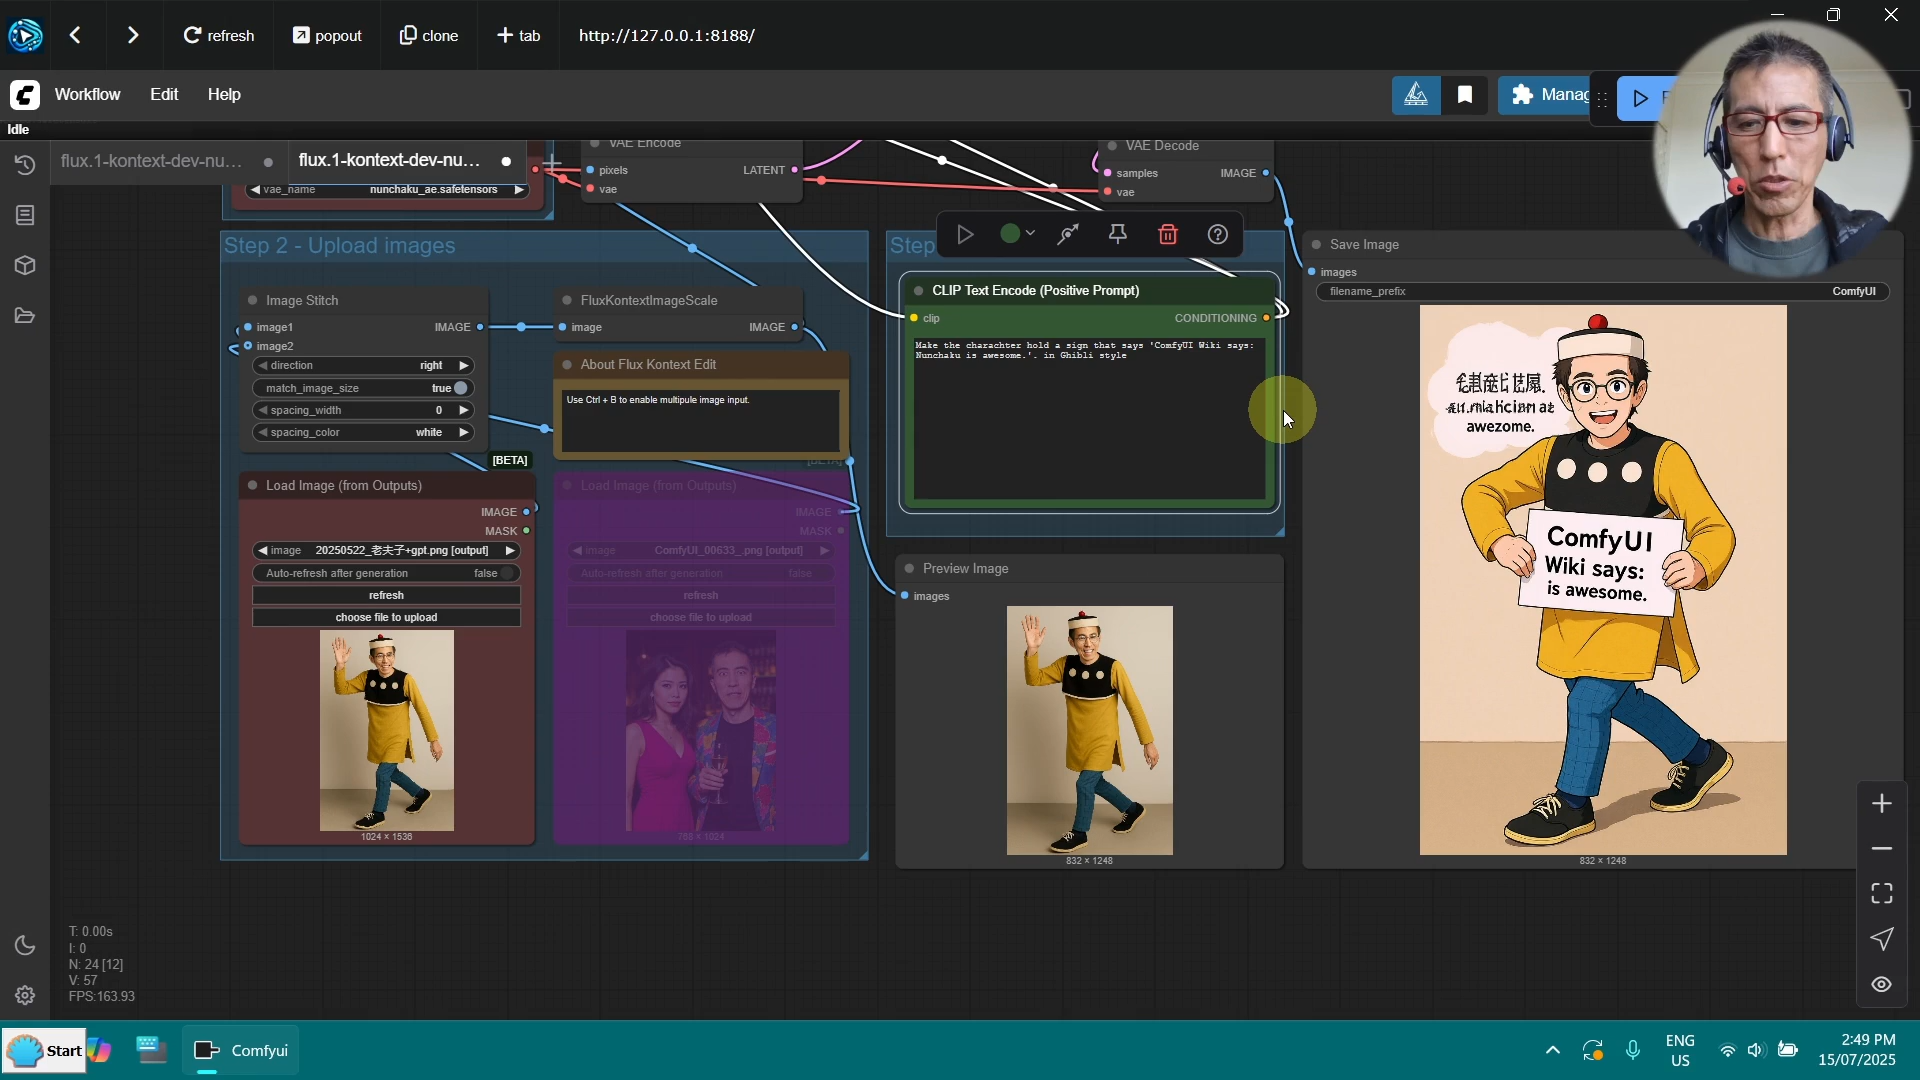 refresh
popout
clone
tab
http://127.0.0.1:8188/
Workflow
Edit
Help
Manag
Idle
flux.1-kontext-dev-nu...
flux.1-kontext-dev-nu...
vae_name
nunchaku_ae.safetensors
VAE Encode
pixels
LATENT
vae
VAE Decode
samples
IMAGE
vae
Step 2 - Upload images
Image Stitch
image1
IMAGE
image2
direction
right
match_image_size
true
spacing_width
0
spacing_color
white
FluxKontextImageScale
image
IMAGE
About Flux Kontext Edit
Use Ctrl + B to enable multipule image input.
[BETA]
[BETA]
Load Image (from Outputs)
IMAGE
MASK
image
20250522_老夫子+gpt.png [output]
Auto-refresh after generation
false
refresh
choose file to upload
1024 × 1536
Load Image (from Outputs)
IMAGE
MASK
image
ComfyUI_00633_.png [output]
Auto-refresh after generation
false
refresh
choose file to upload
768 × 1024
Step
CLIP Text Encode (Positive Prompt)
clip
CONDITIONING
Make the charachter hold a sign that says 'ComfyUI Wiki says:
Nunchaku is awesome.'. in Ghibli style
Preview Image
images
832 × 1248
Save Image
images
filename_prefix
ComfyUI
awezome.
ComfyUI
Wiki says:
is awesome.
832 × 1248
T: 0.00s
I: 0
N: 24 [12]
V: 57
FPS:163.93
Start
Comfyui
ENG
US
2:49 PM
15/07/2025